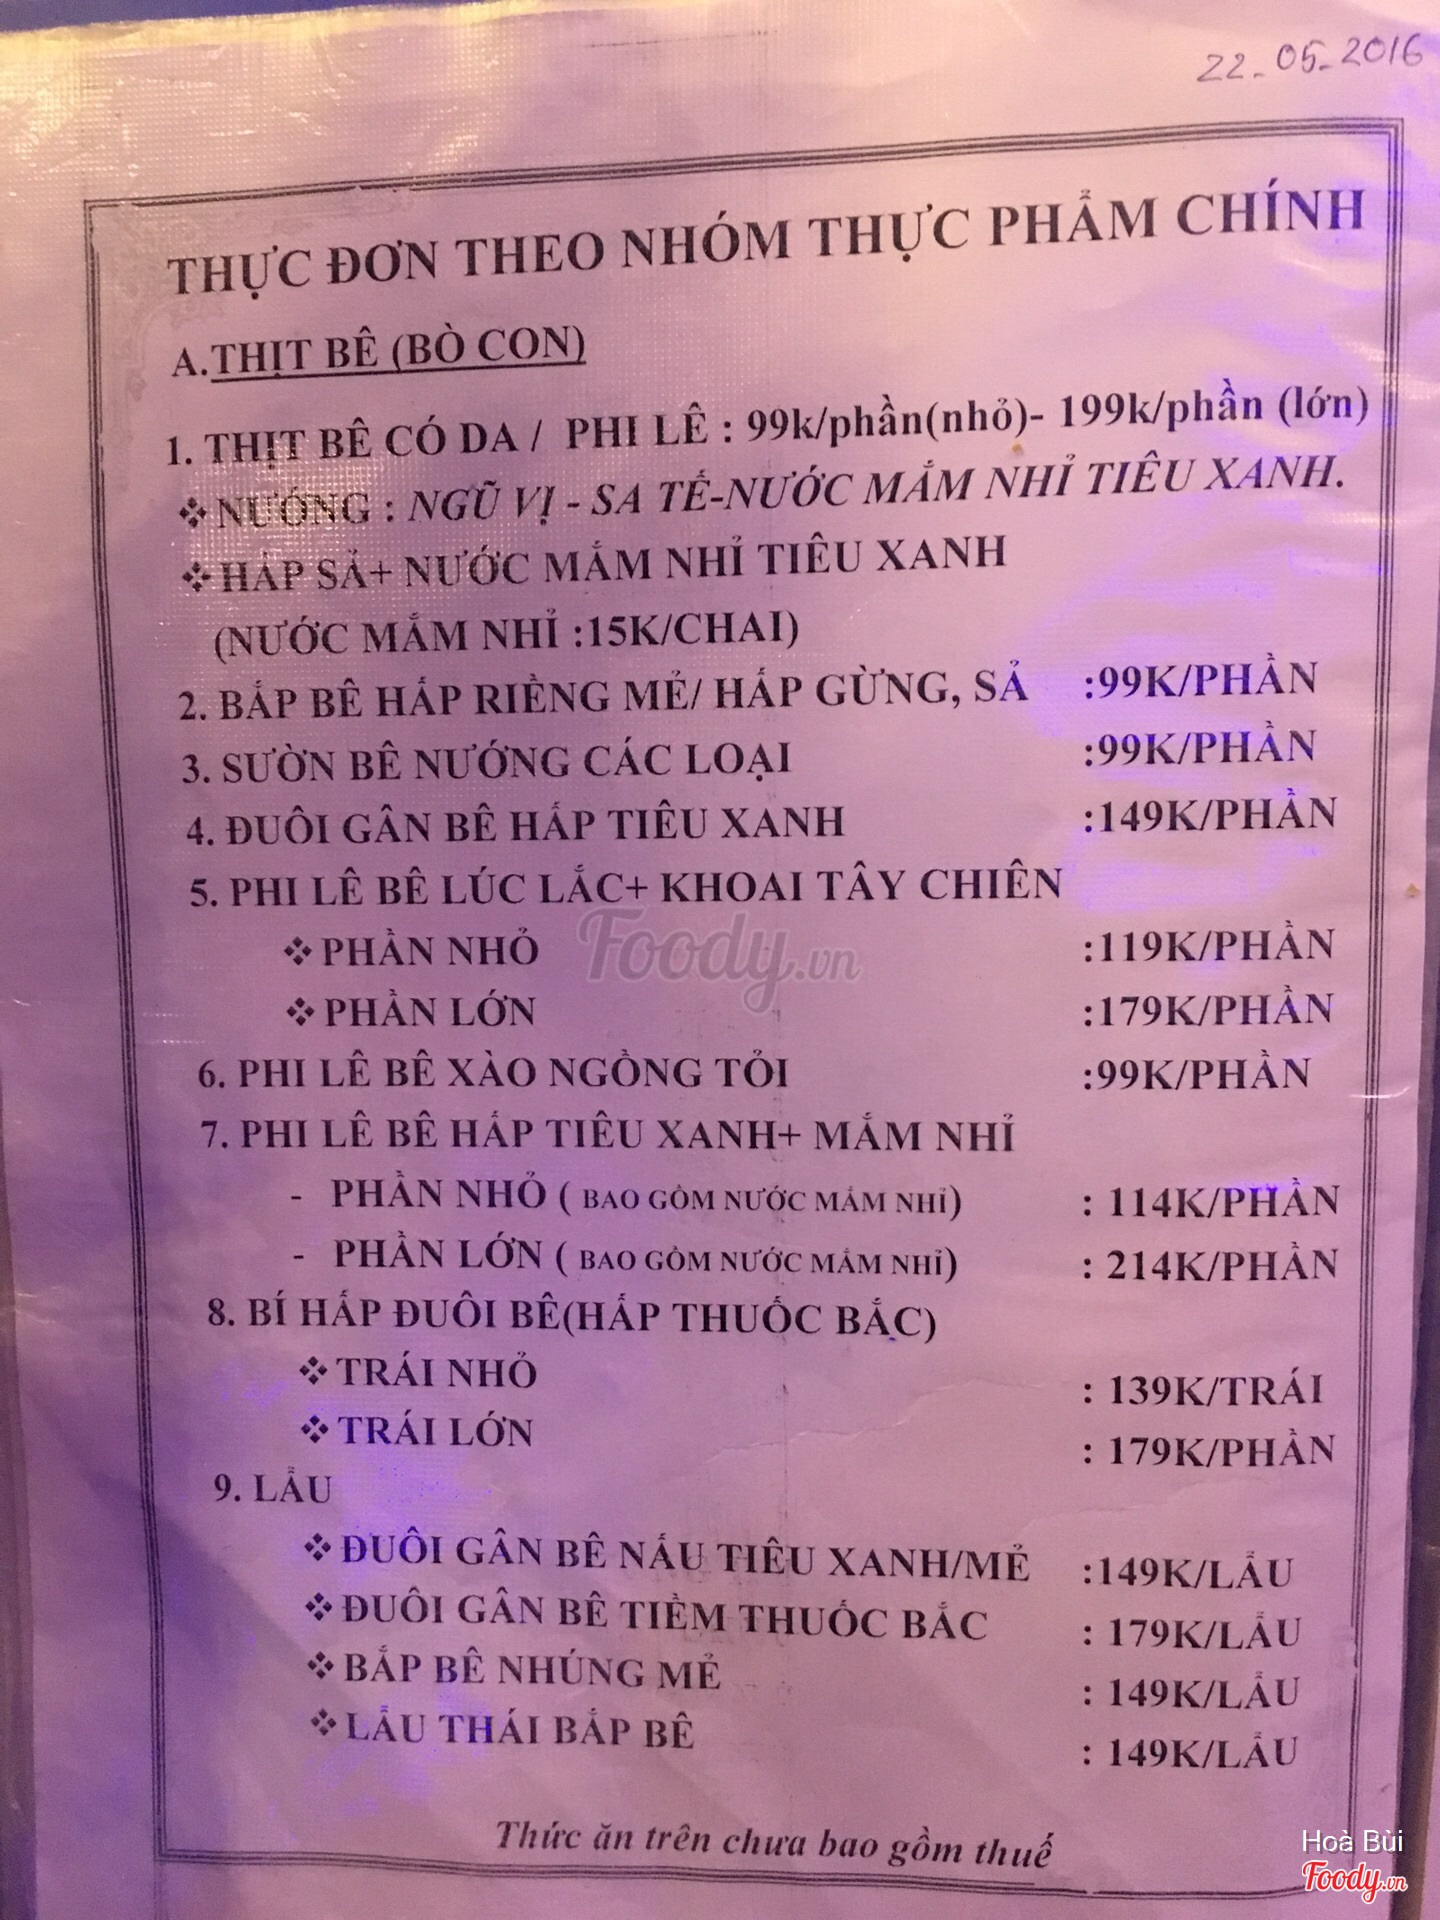 22_05_2016
THỰC ĐƠN THEO NHÓM THỰC PHẨM CHÍNH
A.THỊT BÊ (BÒ CON)
1. THỊT BÊ CÓ DA / PHI LÊ : 99k/phần(nhỏ)- 199k/phần (lớn)
❖ NƯỚNG : NGŨ VỊ - SA TẾ-NƯỚC MẮM NHỈ TIÊU XANH.
❖ HẤP SẢ+ NƯỚC MẮM NHỈ TIÊU XANH
(NƯỚC MẮM NHỈ :15K/CHAI)
2. BẮP BÊ HẤP RIỀNG MẺ/ HẤP GỪNG, SẢ :99K/PHẦN
3. SƯỜN BÊ NƯỚNG CÁC LOẠI :99K/PHẦN
4. ĐUÔI GÂN BÊ HẤP TIÊU XANH :149K/PHẦN
5. PHI LÊ BÊ LÚC LẮC+ KHOAI TÂY CHIÊN
❖ PHẦN NHỎ :119K/PHẦN
❖ PHẦN LỚN :179K/PHẦN
6. PHI LÊ BÊ XÀO NGỒNG TỎI :99K/PHẦN
7. PHI LÊ BÊ HẤP TIÊU XANH+ MẮM NHỈ
- PHẦN NHỎ ( BAO GỒM NƯỚC MẮM NHỈ) : 114K/PHẦN
- PHẦN LỚN ( BAO GỒM NƯỚC MẮM NHỈ) : 214K/PHẦN
8. BÍ HẤP ĐUÔI BÊ(HẤP THUỐC BẮC)
❖ TRÁI NHỎ : 139K/TRÁI
❖ TRÁI LỚN : 179K/PHẦN
9. LẨU
❖ ĐUÔI GÂN BÊ NẤU TIÊU XANH/MẺ :149K/LẨU
❖ ĐUÔI GÂN BÊ TIỀM THUỐC BẮC : 179K/LẨU
❖ BẮP BÊ NHÚNG MẺ : 149K/LẨU
❖ LẨU THÁI BẮP BÊ : 149K/LẨU
Thức ăn trên chưa bao gồm thuế
Foody.vn
Hoà Bùi
Foody.vn